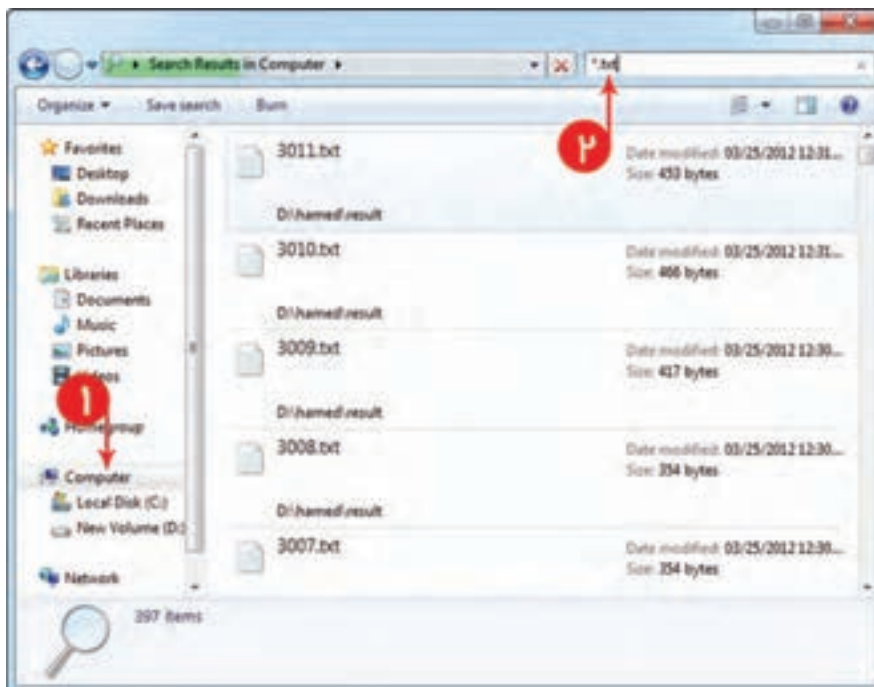 Search Results in Computer
*.txt
Organize
Save search
Burn
Favorites
Desktop
Downloads
Recent Places
Libraries
Documents
Music
Pictures
Homegroup
Computer
Local Disk (C:)
New Volume (D:)
Network
۱
۲
3011.txt
Date modified: 03/25/2012 12:31...
Size: 453 bytes
D:\hamed\result
3010.txt
Date modified: 03/25/2012 12:31...
Size: 466 bytes
D:\hamed\result
3009.txt
Date modified: 03/25/2012 12:30...
Size: 417 bytes
D:\hamed\result
3008.txt
Date modified: 03/25/2012 12:30...
Size: 354 bytes
D:\hamed\result
3007.txt
Date modified: 03/25/2012 12:30...
Size: 354 bytes
397 items